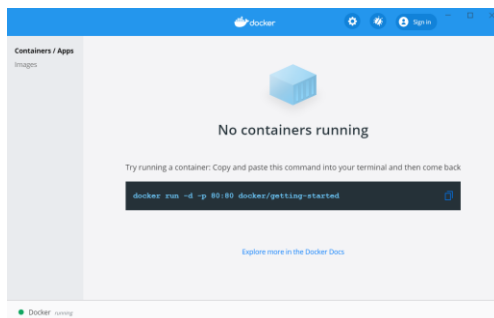 docker
Sign in
Containers / Apps
Images
No containers running
Try running a container: Copy and paste this command into your terminal and then come back
docker run -d -p 80:80 docker/getting-started
Explore more in the Docker Docs
Docker running